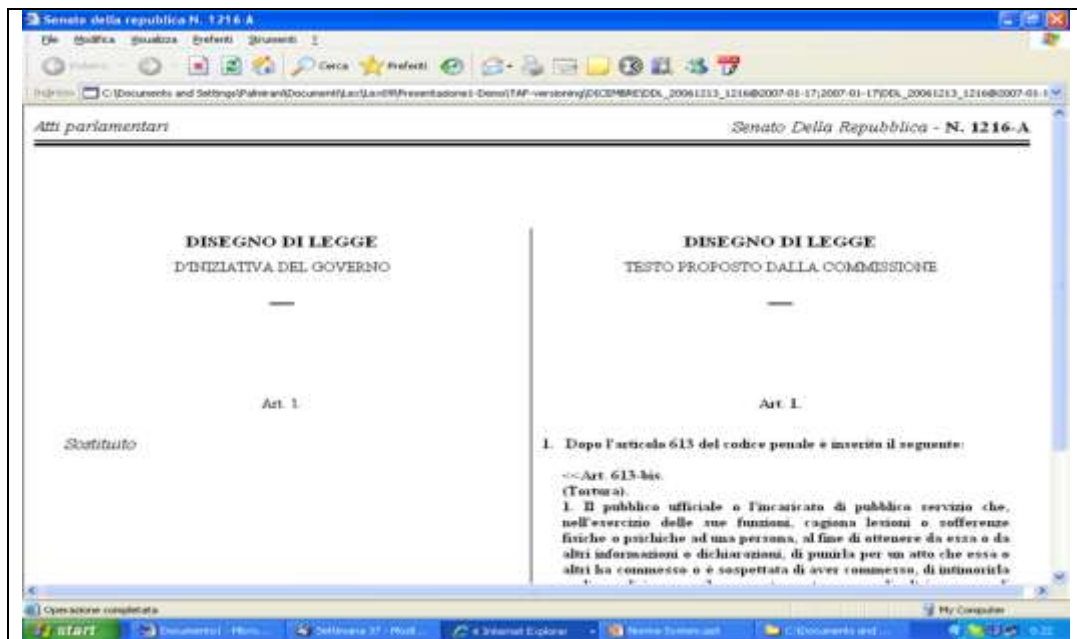 Senato della republica N. 1216-A
File Modifica Visualizza Preferiti Strumenti ?
Cerca Preferiti
Atti parlamentari
Senato Della Repubblica - N. 1216-A
DISEGNO DI LEGGE
D'INIZIATIVA DEL GOVERNO
Art. 1
Sostituito
DISEGNO DI LEGGE
TESTO PROPOSTO DALLA COMMISSIONE
Art. 1.
1. Dopo l'articolo 613 del codice penale è inserito il seguente:
<<Art. 613-bis.
(Tortura).
1. Il pubblico ufficiale o l'incaricato di pubblico servizio che,
nell'esercizio delle sue funzioni, cagiona lesioni o sofferenze
fisiche o psichiche ad una persona, al fine di ottenere da essa o da
altri informazioni o dichiarazioni, di punirla per un atto che essa o
altri ha commesso o è sospettata di aver commesso, di intimorirla
Operazione completata
My Computer
start
Internet Explorer
0.22